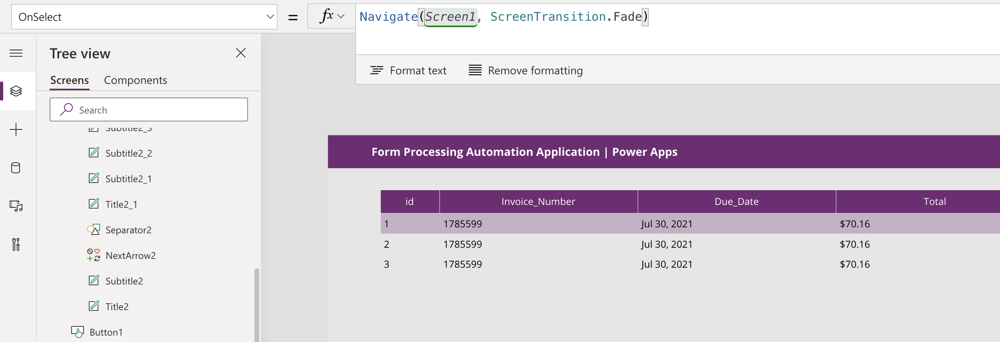 OnSelect
=
fx
Navigate(Screen1, ScreenTransition.Fade)
Format text
Remove formatting
Tree view
Screens
Components
Search
Subtitle2_3
Subtitle2_2
Subtitle2_1
Title2_1
Separator2
NextArrow2
Subtitle2
Title2
Button1
Form Processing Automation Application | Power Apps
id Invoice_Number Due_Date Total
1 1785599 Jul 30, 2021 $70.16
2 1785599 Jul 30, 2021 $70.16
3 1785599 Jul 30, 2021 $70.16